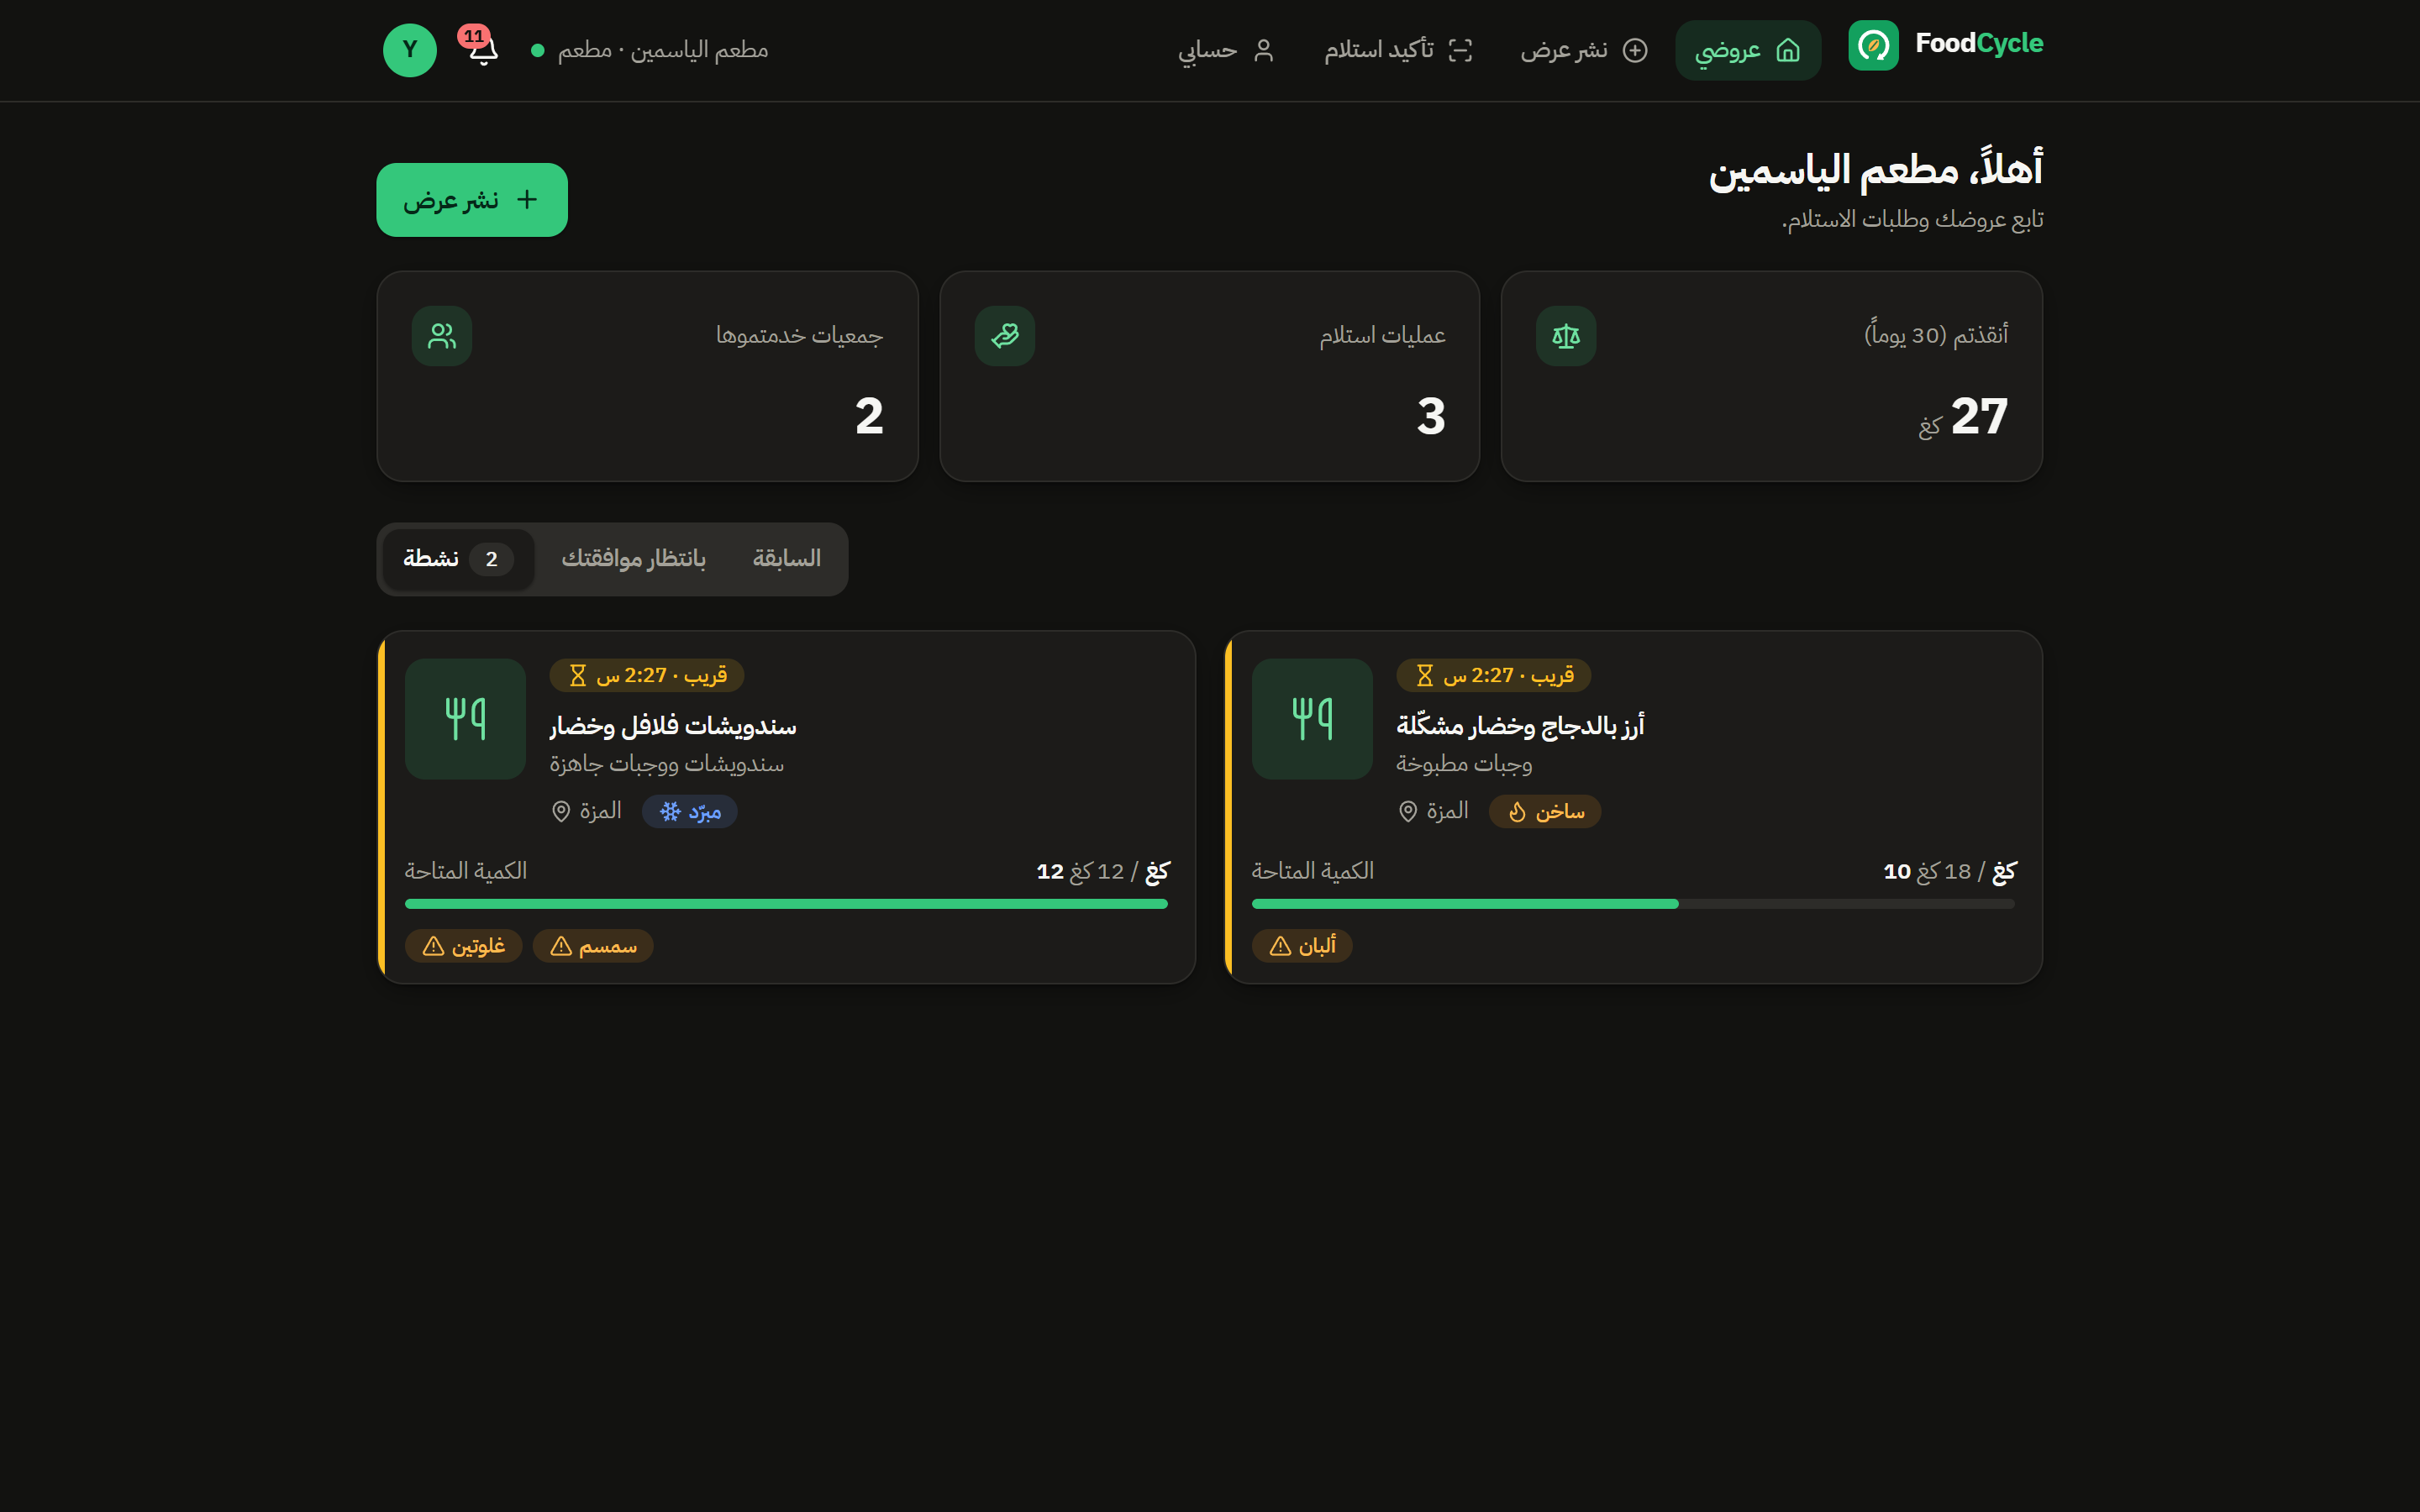 FoodCycle
عروضي
نشر عرض
تأكيد استلام
حسابي
مطعم الياسمين · مطعم
11
Y
أهلاً، مطعم الياسمين
تابع عروضك وطلبات الاستلام.
نشر عرض
أنقذتم (30 يوماً)
27 كغ
عمليات استلام
3
جمعيات خدمتموها
2
السابقة
بانتظار موافقتك
2 نشطة
قريب · 2:27 س
أرز بالدجاج وخضار مشكّلة
وجبات مطبوخة
ساخن
المزة
كغ / 18 كغ 10
الكمية المتاحة
ألبان
قريب · 2:27 س
سندويشات فلافل وخضار
سندويشات ووجبات جاهزة
مبرّد
المزة
كغ / 12 كغ 12
الكمية المتاحة
سمسم
غلوتين